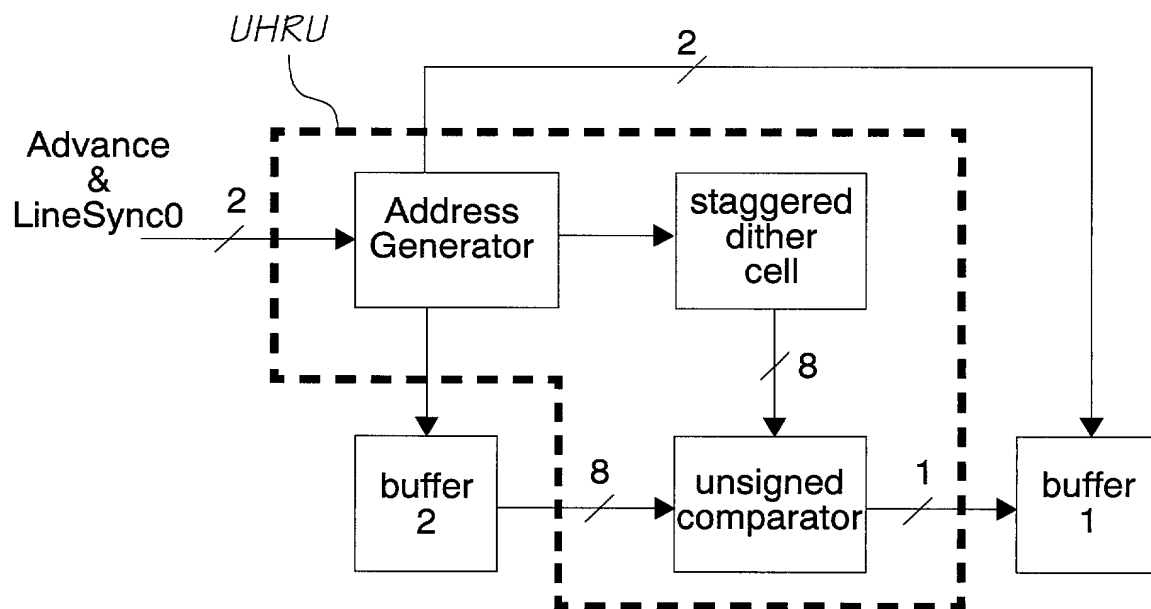 UHRU
2
Advance
&
LineSync0
2
Address
Generator
staggered
dither
cell
8
buffer
2
8
unsigned
comparator
1
buffer
1